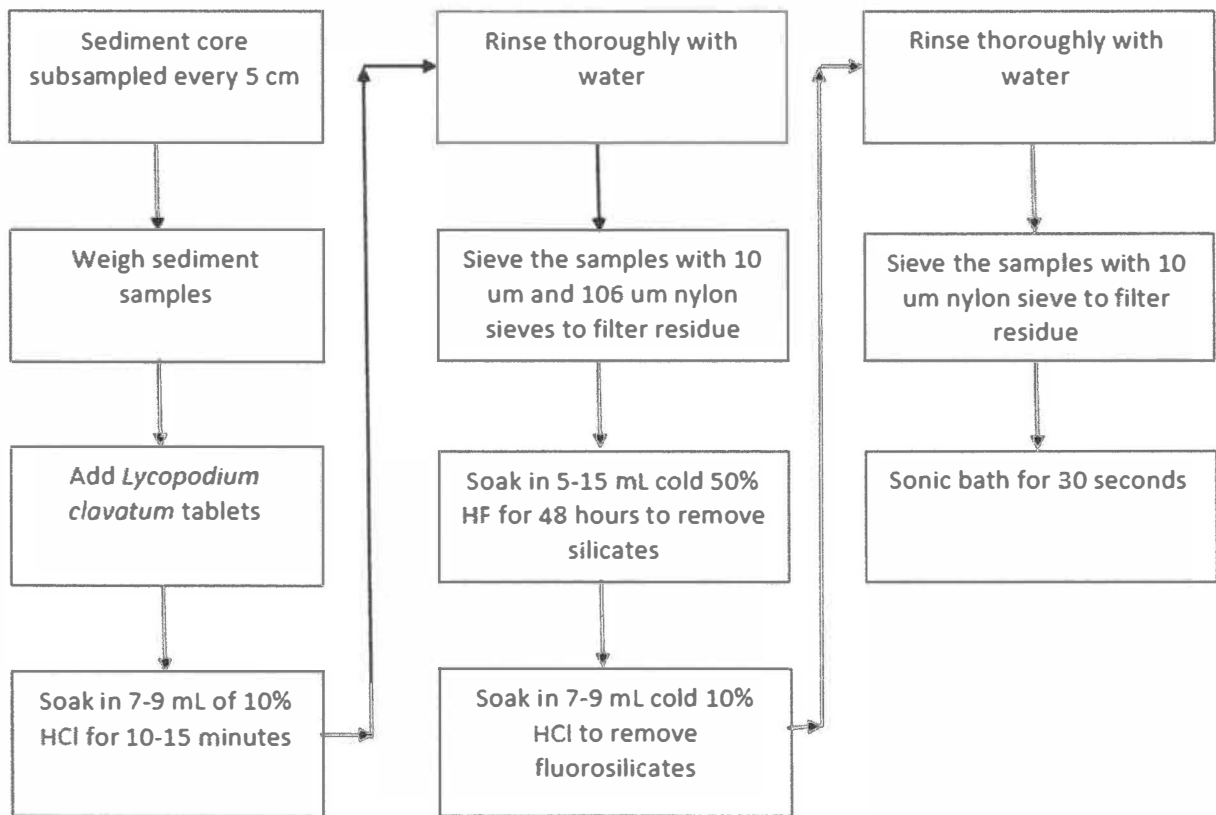 Sediment core
subsampled every 5 cm
Weigh sediment
samples
Add Lycopodium
clavatum tablets
Soak in 7-9 mL of 10%
HCl for 10-15 minutes
Rinse thoroughly with
water
Sieve the samples with 10
um and 106 um nylon
sieves to filter residue
Soak in 5-15 mL cold 50%
HF for 48 hours to remove
silicates
Soak in 7-9 mL cold 10%
HCl to remove
fluorosilicates
Rinse thoroughly with
water
Sieve the samples with 10
um nylon sieve to filter
residue
Sonic bath for 30 seconds